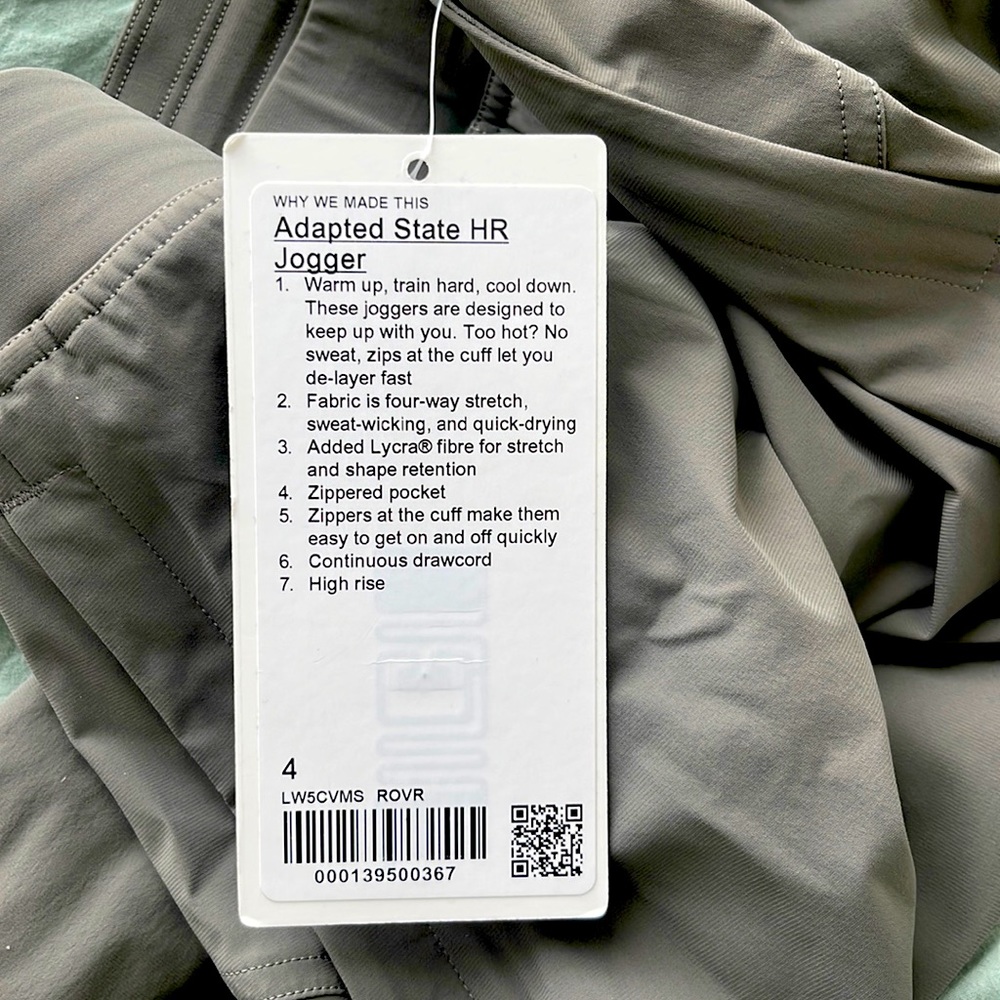 WHY WE MADE THIS
Adapted State HR
Jogger
1. Warm up, train hard, cool down.
These joggers are designed to
keep up with you. Too hot? No
sweat, zips at the cuff let you
de-layer fast
2. Fabric is four-way stretch,
sweat-wicking, and quick-drying
3. Added Lycra® fibre for stretch
and shape retention
4. Zippered pocket
5. Zippers at the cuff make them
easy to get on and off quickly
6. Continuous drawcord
7. High rise
4
LW5CVMS ROVR
000139500367